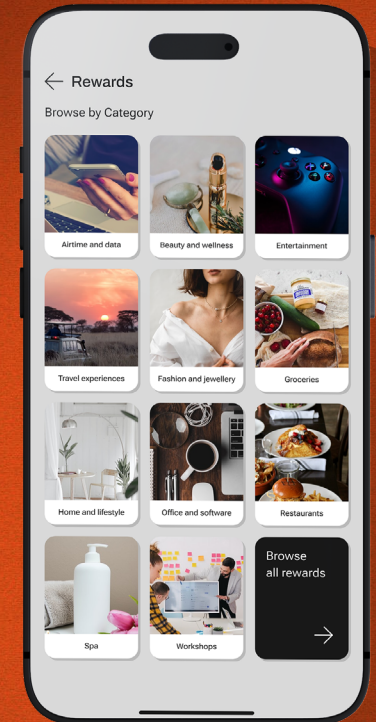 Rewards
Browse by Category
Airtime and data
Beauty and wellness
Entertainment
Travel experiences
Fashion and jewellery
Groceries
Home and lifestyle
Office and software
Restaurants
Spa
Workshops
Browse
all rewards